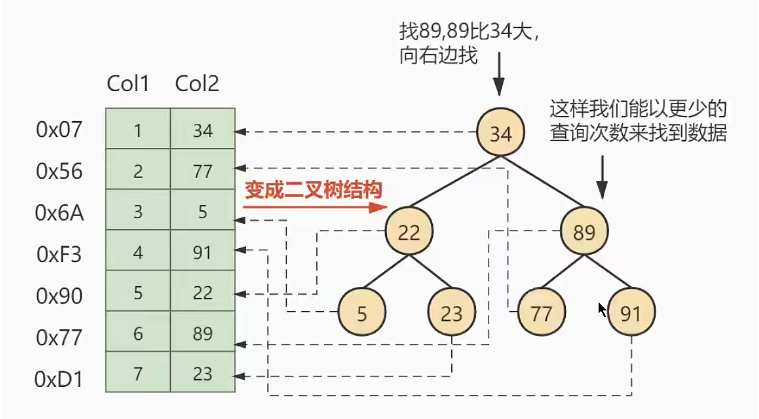 找89,89比34大，
向右边找
这样我们能以更少的
查询次数来找到数据
Col1 Col2
0x07 1 34
0x56 2 77
0x6A 3 5
0xF3 4 91
0x90 5 22
0x77 6 89
0xD1 7 23
变成二叉树结构
34
22 89
5 23 77 91